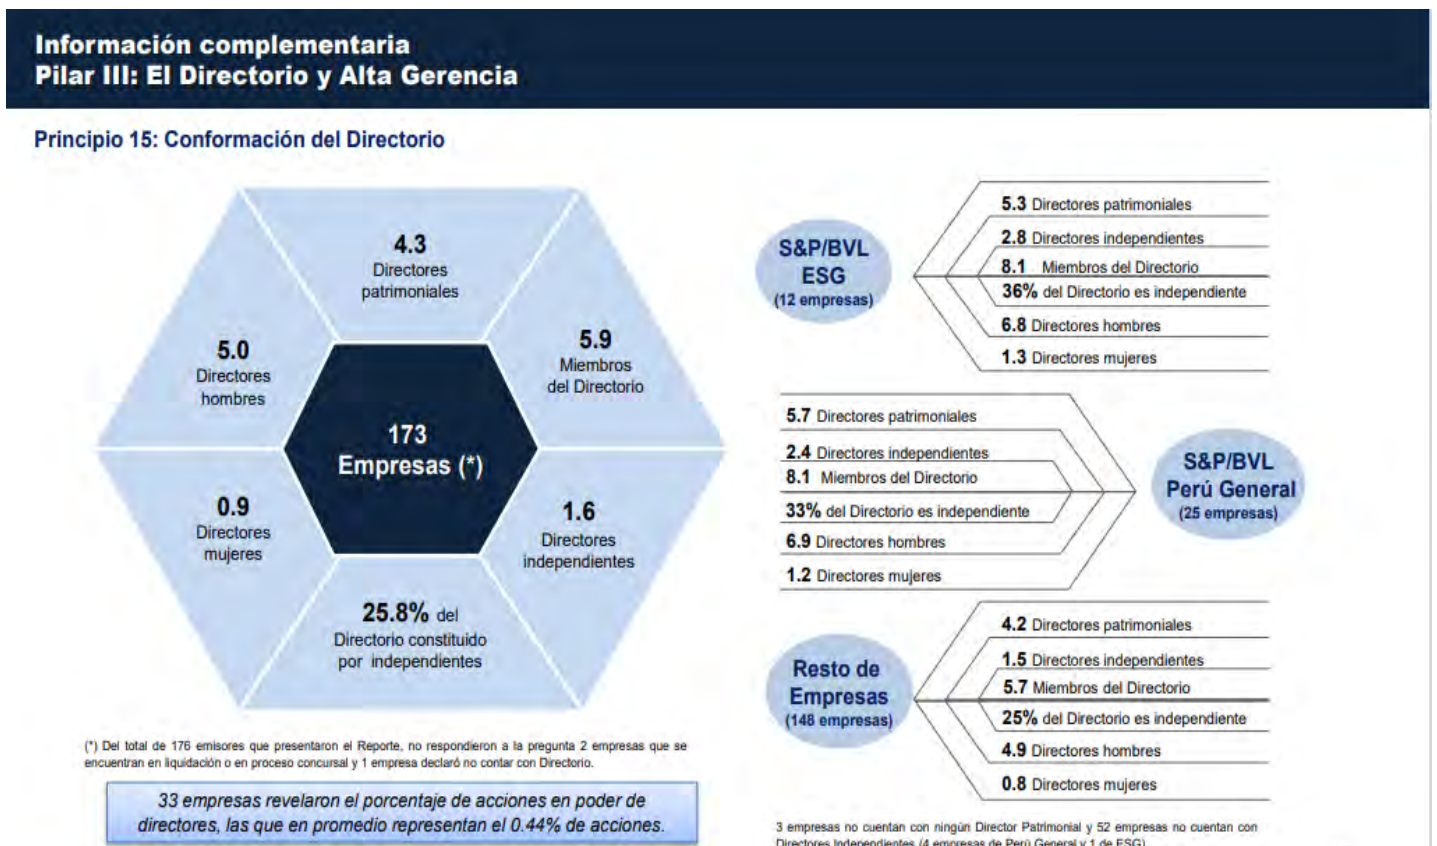 Información complementaria
Pilar III: El Directorio y Alta Gerencia
Principio 15: Conformación del Directorio
4.3
Directores
patrimoniales
5.9
Miembros
del Directorio
5.0
Directores
hombres
173
Empresas (*)
0.9
Directores
mujeres
1.6
Directores
independientes
25.8% del
Directorio constituido
por independientes
(*) Del total de 176 emisores que presentaron el Reporte, no respondieron a la pregunta 2 empresas que se
encuentran en liquidación o en proceso concursal y 1 empresa declaró no contar con Directorio.
33 empresas revelaron el porcentaje de acciones en poder de
directores, las que en promedio representan el 0.44% de acciones.
S&P/BVL
ESG
(12 empresas)
5.3 Directores patrimoniales
2.8 Directores independientes
8.1 Miembros del Directorio
36% del Directorio es independiente
6.8 Directores hombres
1.3 Directores mujeres
5.7 Directores patrimoniales
2.4 Directores independientes
8.1 Miembros del Directorio
33% del Directorio es independiente
6.9 Directores hombres
1.2 Directores mujeres
S&P/BVL
Perú General
(25 empresas)
Resto de
Empresas
(148 empresas)
4.2 Directores patrimoniales
1.5 Directores independientes
5.7 Miembros del Directorio
25% del Directorio es independiente
4.9 Directores hombres
0.8 Directores mujeres
3 empresas no cuentan con ningún Director Patrimonial y 52 empresas no cuentan con
Directores Independientes (4 empresas de Perú General y 1 de ESG)